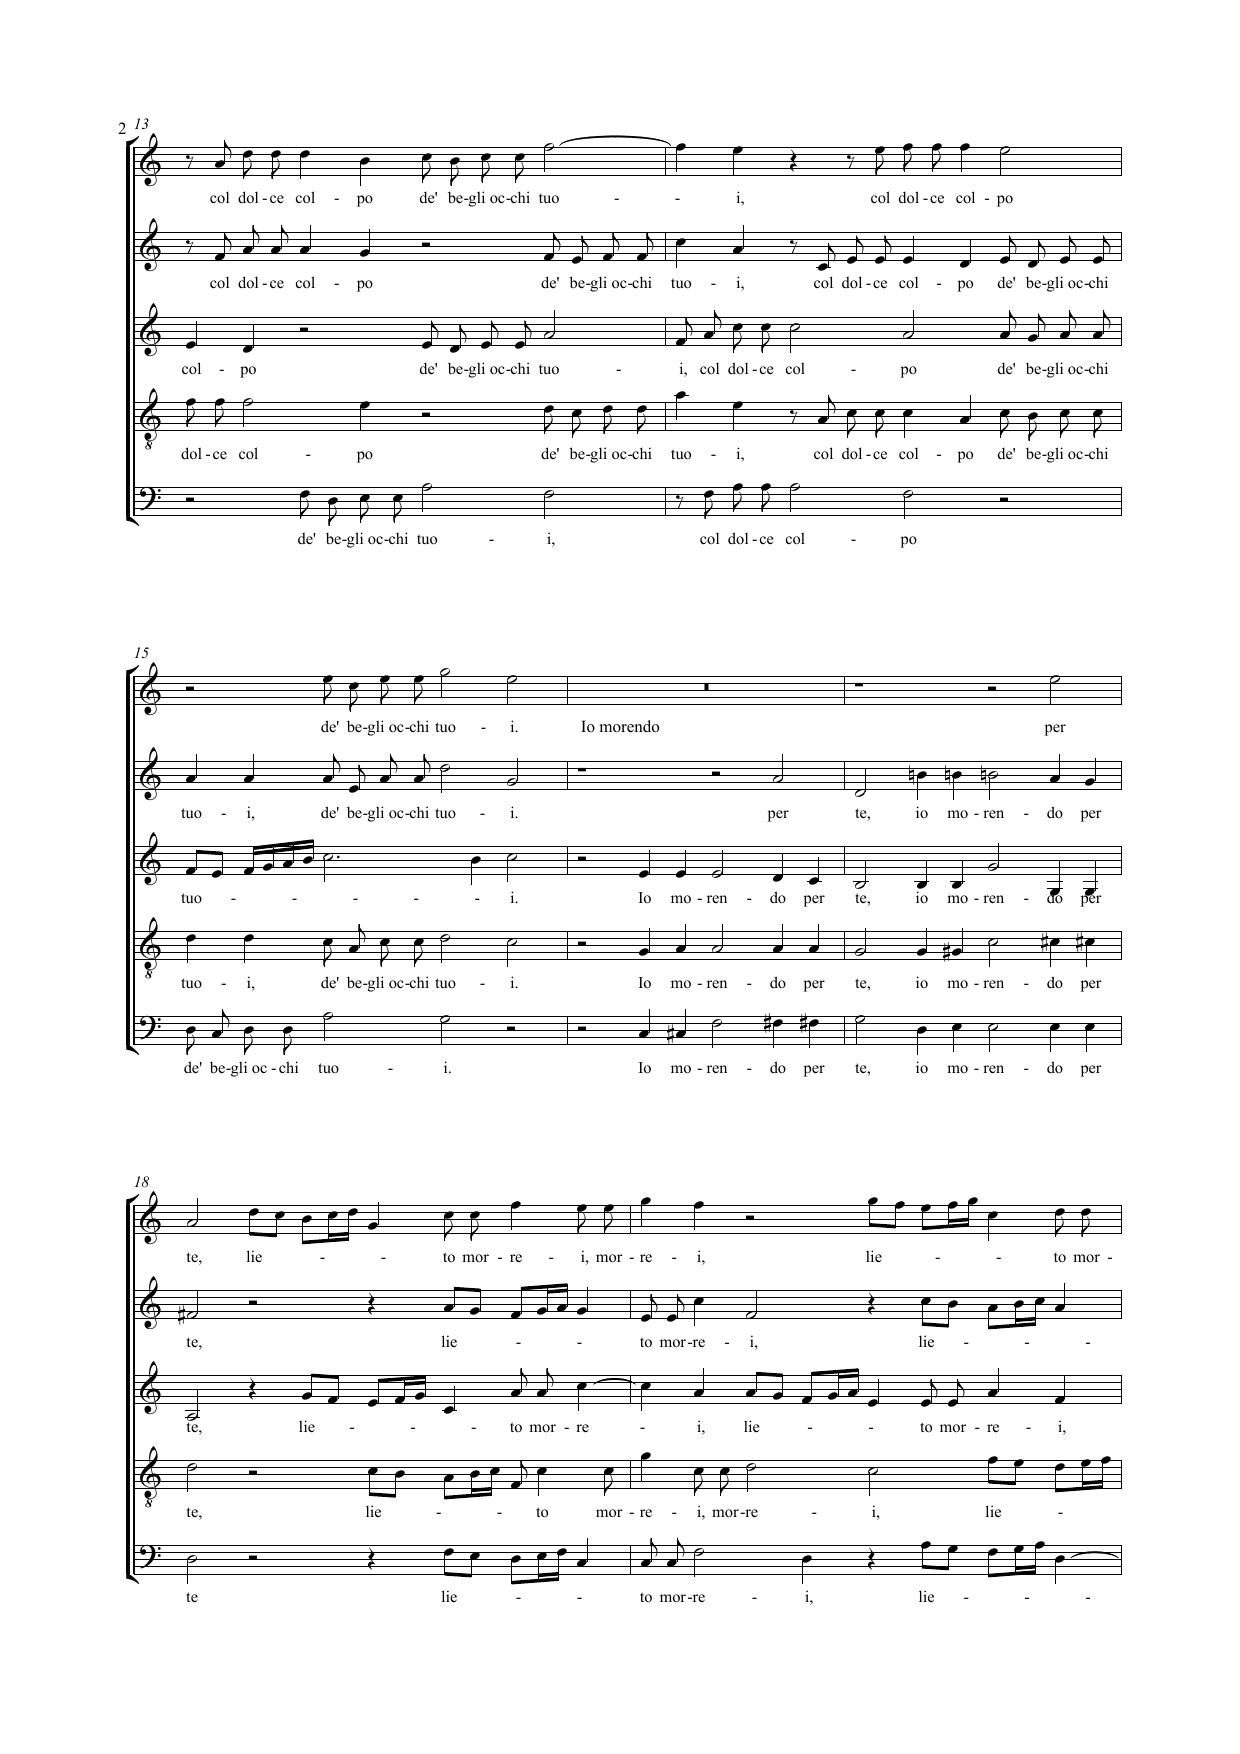 2 13
col dol - ce col - po de' be-gli oc-chi tuo - - i, col dol - ce col - po
col dol - ce col - po de' be-gli oc-chi tuo - i, col dol - ce col - po de' be-gli oc-chi
col - po de' be-gli oc-chi tuo - i, col dol - ce col - po de' be-gli oc-chi
8
dol - ce col - po de' be-gli oc-chi tuo - i, col dol - ce col - po de' be-gli oc-chi
de' be-gli oc-chi tuo - i, col dol - ce col - po
15
de' be-gli oc-chi tuo - i. Io morendo per
tuo - i, de' be-gli oc-chi tuo - i. per te, io mo - ren - do per
tuo - - - - - i. Io mo - ren - do per te, io mo - ren - do per
8
tuo - i, de' be-gli oc-chi tuo - i. Io mo - ren - do per te, io mo - ren - do per
de' be-gli oc - chi tuo - i. Io mo - ren - do per te, io mo - ren - do per
18
te, lie - - - to mor - re - i, mor - re - i, lie - - - to mor -
te, lie - - - to mor-re - i, lie - - -
te, lie - - - - to mor - re - i, lie - - - to mor - re - i,
8
te, lie - - - to mor - re - i, mor-re - i, lie - -
te lie - - - to mor-re - i, lie - - -